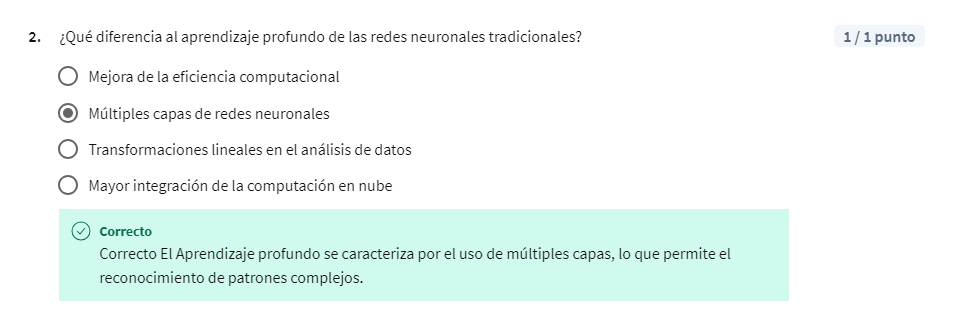 2. ¿Qué diferencia al aprendizaje profundo de las redes neuronales tradicionales? 1 / 1 punto
Mejora de la eficiencia computacional
Múltiples capas de redes neuronales
Transformaciones lineales en el análisis de datos
Mayor integración de la computación en nube
Correcto
Correcto El Aprendizaje profundo se caracteriza por el uso de múltiples capas, lo que permite el
reconocimiento de patrones complejos.